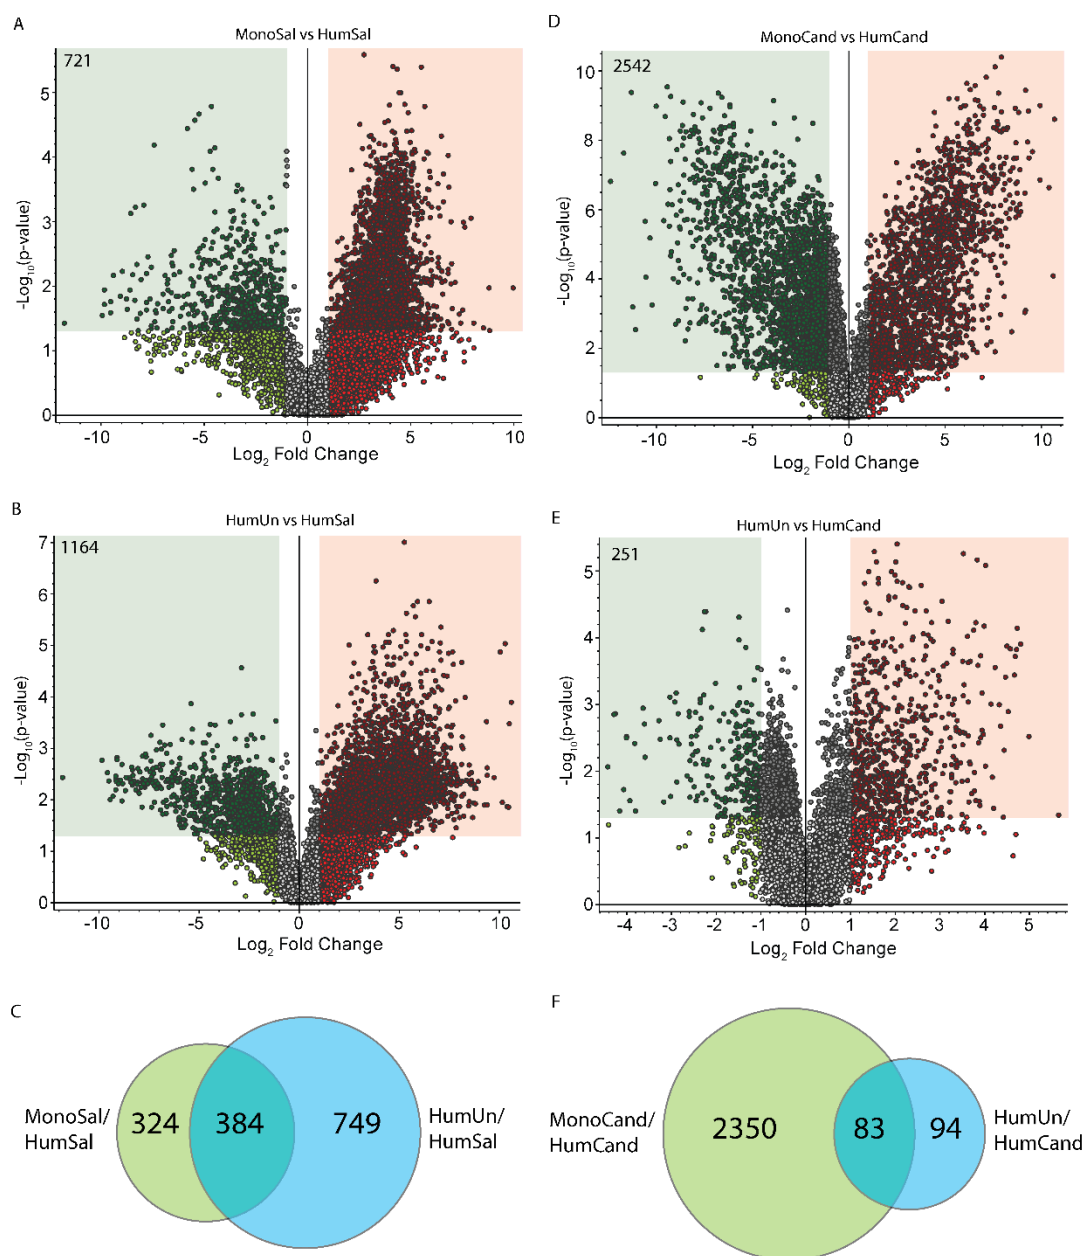 A
MonoSal vs HumSal
721
5
4
3
2
1
0
-Log10(p-value)
-10
-5
0
5
10
Log2 Fold Change
B
HumUn vs HumSal
1164
7
6
5
4
3
2
1
0
-Log10(p-value)
-10
-5
0
5
10
Log2 Fold Change
C
MonoSal/
HumSal
324
384
749
HumUn/
HumSal
D
MonoCand vs HumCand
2542
10
8
6
4
2
0
-Log10(p-value)
-10
-5
0
5
10
Log2 Fold Change
E
HumUn vs HumCand
251
5
4
3
2
1
0
-Log10(p-value)
-4
-3
-2
-1
0
1
2
3
4
5
Log2 Fold Change
F
MonoCand/
HumCand
2350
83
94
HumUn/
HumCand